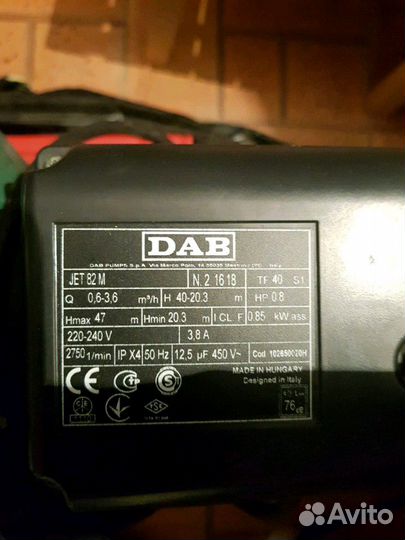 DAB
DAB PUMPS S.p.A. Via Marco Polo, 14 35035 Mestrino (PD) - Italy
JET 82 M N. 2 16 18 TF 40 S1
Q 0,6-3,6 m³/h H 40-20.3 m HP 0.8
Hmax 47 m Hmin 20.3 m I CL F 0.85 kW ass
220-240 V 3,8 A
2750 1/min IP X4 50 Hz 12,5 µF 450 V~ Cod 102650020H
MADE IN HUNGARY
Designed in Italy
CE
76
dB
Avito